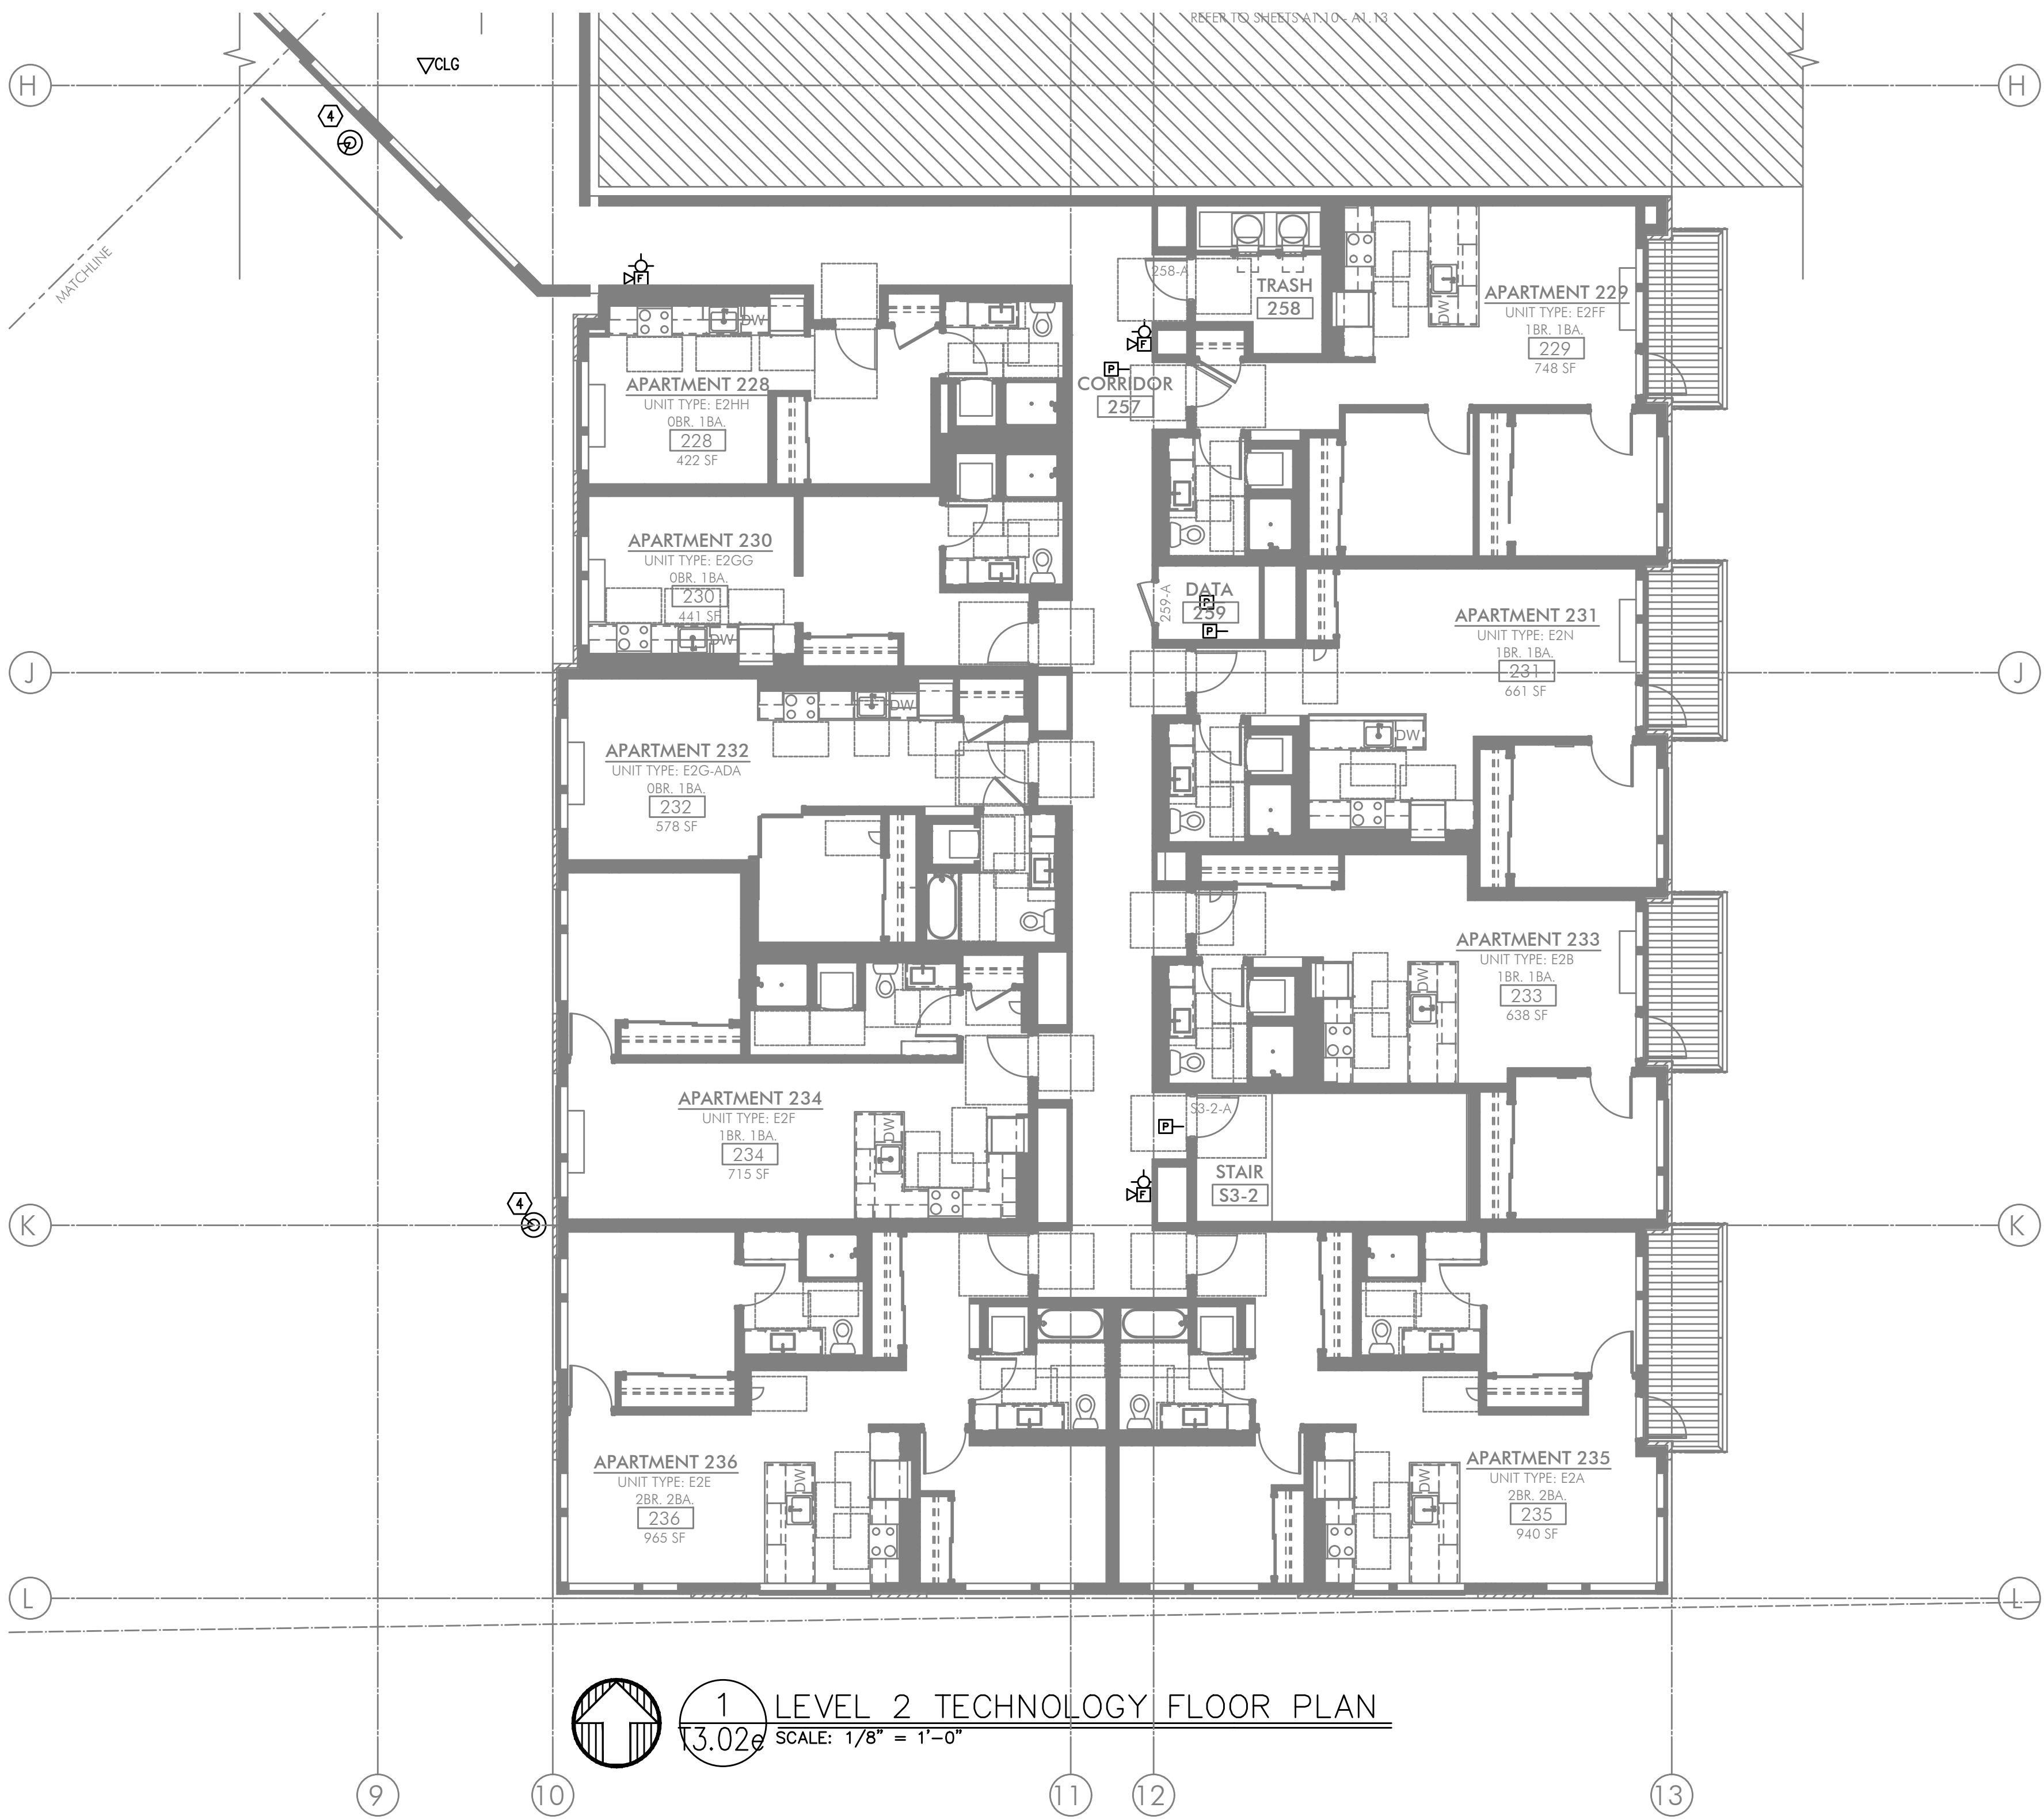 REFER TO SHEETS A1.10 - A1.13
CLG
H
H
4
MATCHLINE
F
258-A
TRASH
258
APARTMENT 229
UNIT TYPE: E2FF
1BR. 1BA.
229
748 SF
DW
DW
F
P
CORRIDOR
257
APARTMENT 228
UNIT TYPE: E2HH
0BR. 1BA.
228
422 SF
APARTMENT 230
UNIT TYPE: E2GG
0BR. 1BA.
230
441 SF
DW
259-A
DATA
259
P
P
APARTMENT 231
UNIT TYPE: E2N
1BR. 1BA.
231
661 SF
J
J
DW
DW
APARTMENT 232
UNIT TYPE: E2G-ADA
0BR. 1BA.
232
578 SF
APARTMENT 233
UNIT TYPE: E2B
1BR. 1BA.
233
638 SF
DW
APARTMENT 234
UNIT TYPE: E2F
1BR. 1BA.
234
715 SF
DW
S3-2-A
P
STAIR
S3-2
F
4
K
K
APARTMENT 236
UNIT TYPE: E2E
2BR. 2BA.
236
965 SF
DW
DW
APARTMENT 235
UNIT TYPE: E2A
2BR. 2BA.
235
940 SF
L
L
1
T3.02e
LEVEL 2 TECHNOLOGY FLOOR PLAN
SCALE: 1/8" = 1'-0"
9
10
11
12
13